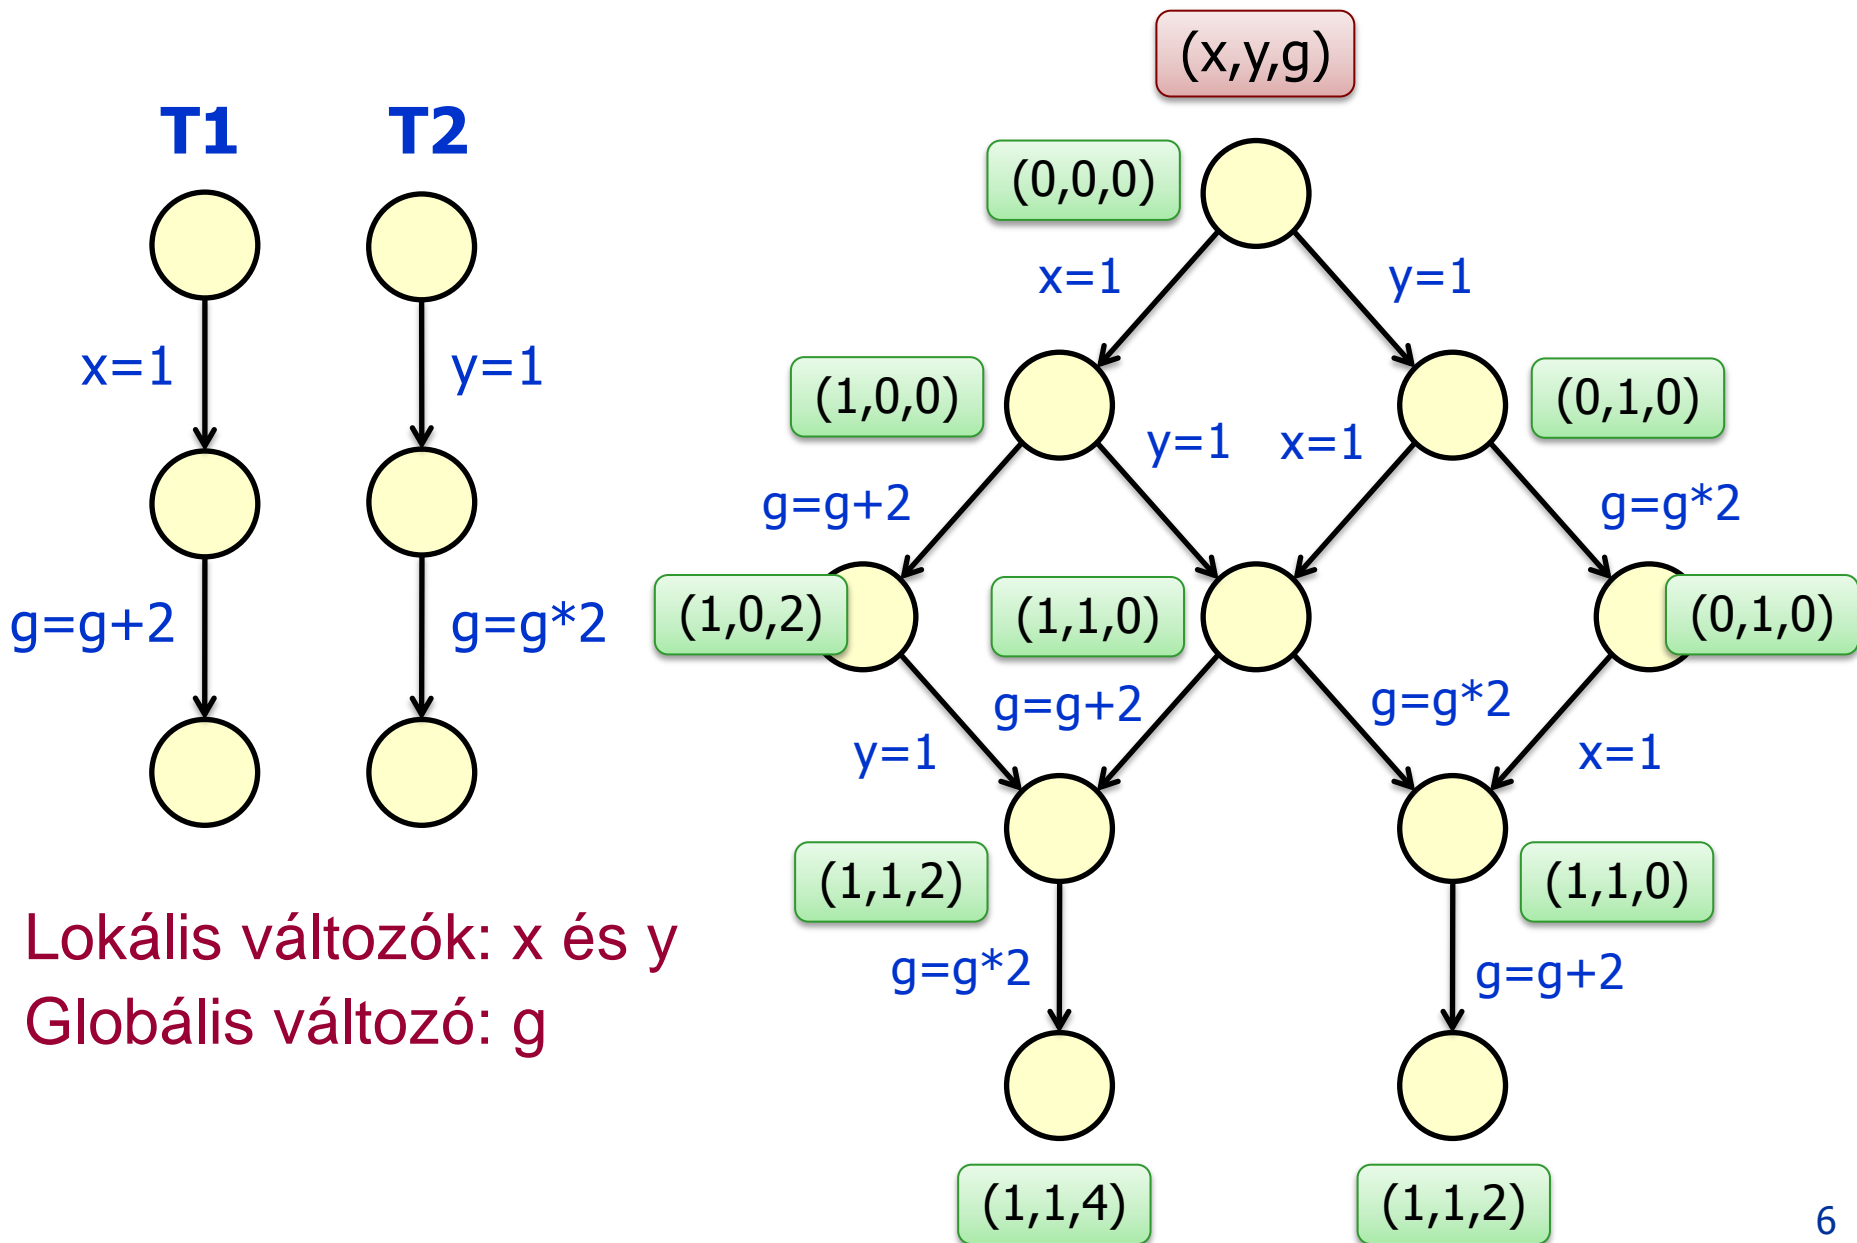 (x,y,g)
T1 T2
(0,0,0)
x=1 y=1
x=1 y=1
(1,0,0) (0,1,0)
y=1 x=1
g=g+2 g=g*2
g=g+2 g=g*2
(1,0,2) (1,1,0) (0,1,0)
g=g+2 g=g*2
y=1 x=1
(1,1,2) (1,1,0)
Lokális változók: x és y
g=g*2 g=g+2
Globális változó: g
(1,1,4) (1,1,2)
6